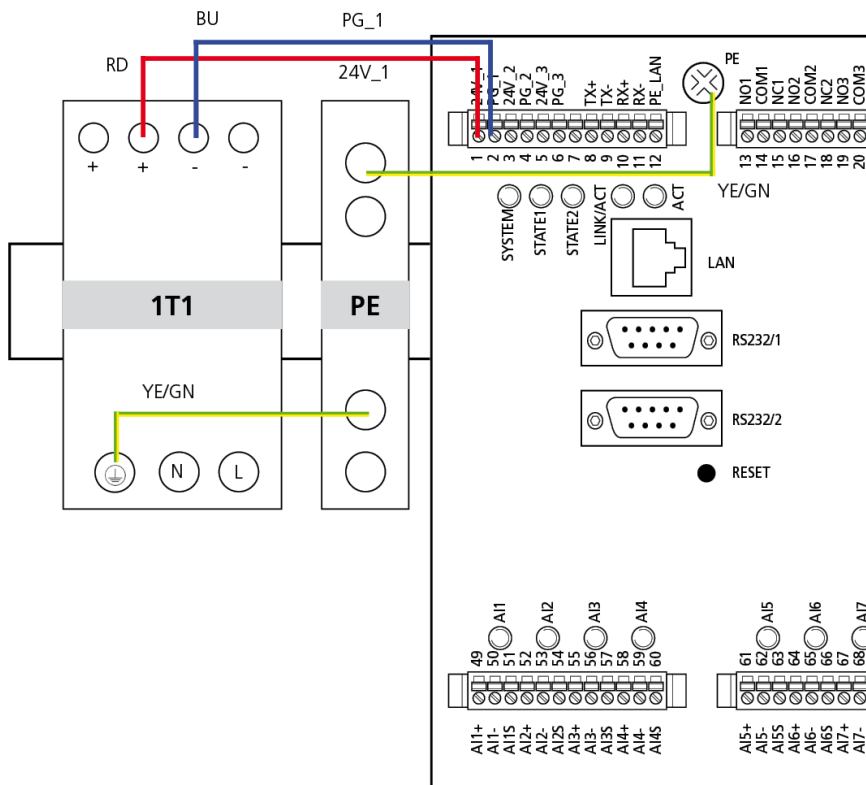 BU
PG_1
RD
24V_1
+
+
-
-
1T1
PE
YE/GN
N
L
24V_1
PG_1
24V_2
PG_2
24V_3
PG_3
TX+
TX-
RX+
RX-
PE_LAN
PE
NO1
COM1
NC1
NO2
COM2
NC2
NO3
COM3
1 2 3 4 5 6 7 8 9 10 11 12
13 14 15 16 17 18 19 20
YE/GN
SYSTEM
STATE1
STATE2
LINK/ACT
ACT
LAN
RS232/1
RS232/2
RESET
AI1
AI2
AI3
AI4
AI5
AI6
AI7
49 50 51 52 53 54 55 56 57 58 59 60
61 62 63 64 65 66 67 68
AI1+
AI1-
AI1S
AI2+
AI2-
AI2S
AI3+
AI3-
AI3S
AI4+
AI4-
AI4S
AI5+
AI5-
AI5S
AI6+
AI6-
AI6S
AI7+
AI7-